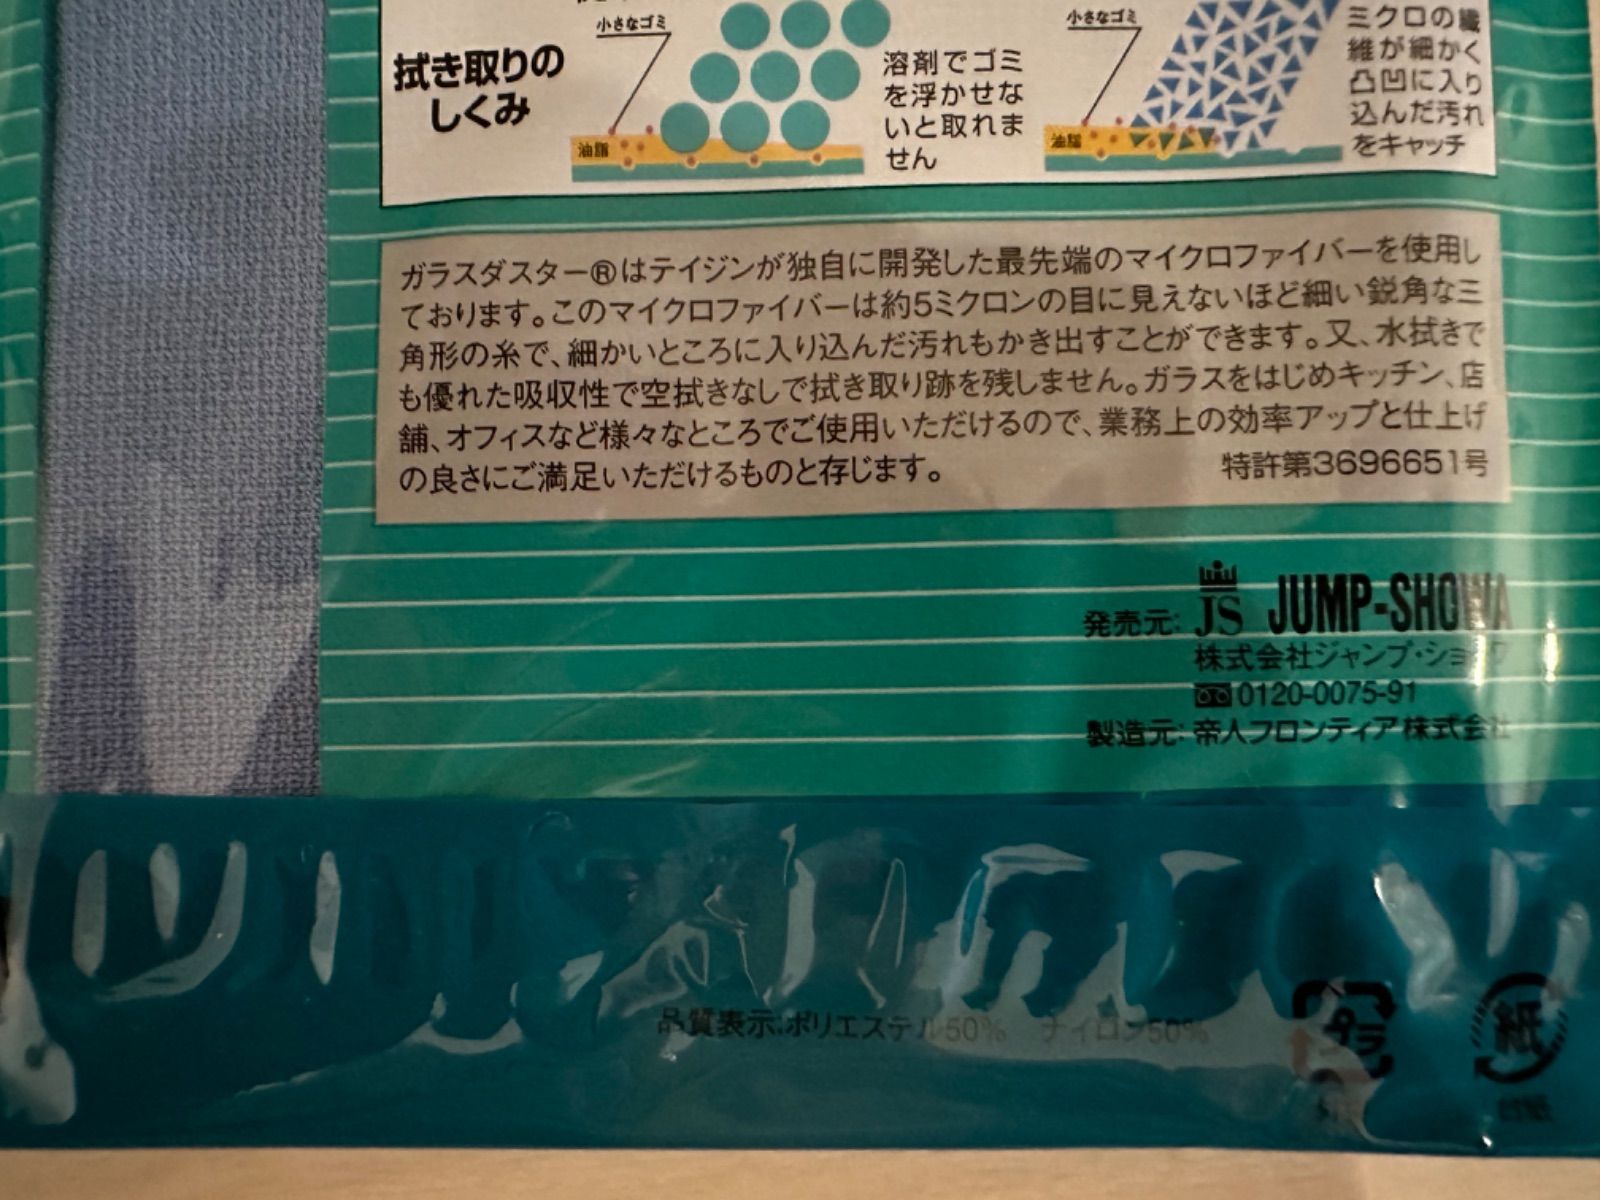 拭き取りの
しくみ
小さなゴミ
油脂
溶剤でゴミ
を浮かせな
いと取れま
せん
小さなゴミ
油脂
ミクロの繊
維が細かく
凸凹に入り
込んだ汚れ
をキャッチ
ガラスダスター®はテイジンが独自に開発した最先端のマイクロファイバーを使用し
ております。このマイクロファイバーは約5ミクロンの目に見えないほど細い鋭角な三
角形の糸で、細かいところに入り込んだ汚れもかき出すことができます。又、水拭きで
も優れた吸収性で空拭きなしで拭き取り跡を残しません。ガラスをはじめキッチン、店
舗、オフィスなど様々なところでご使用いただけるので、業務上の効率アップと仕上げ
の良さにご満足いただけるものと存じます。
特許第3696651号
発売元: JS JUMP-SHOWA
株式会社ジャンプ・ショウワ
0120-0075-91
製造元: 帝人フロンティア株式会社
品質表示:ポリエステル50% ナイロン50%
プラ
紙
台紙